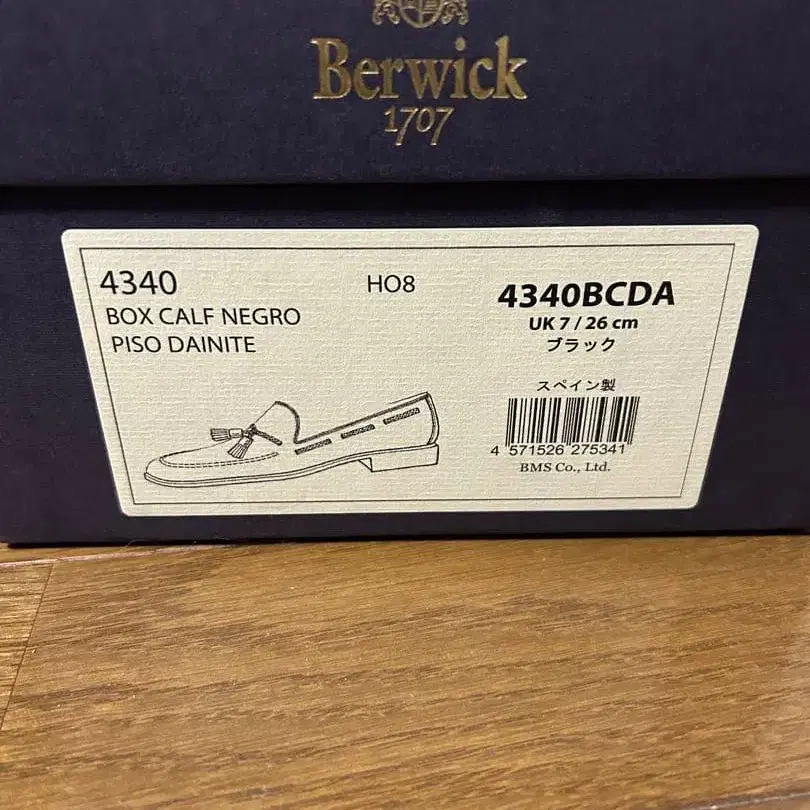 Berwick
1707
4340
HO8
BOX CALF NEGRO
PISO DAINITE
4340BCDA
UK 7 / 26 cm
ブラック
スペイン製
4 571526 275341
BMS Co., Ltd.